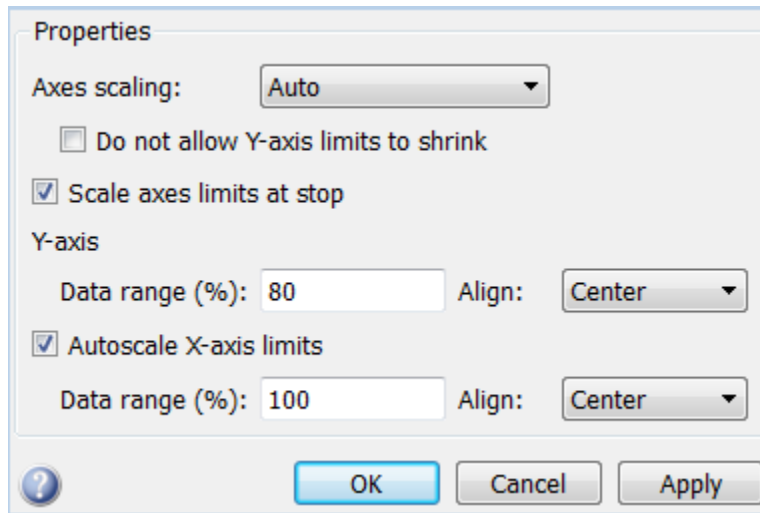 Properties
Axes scaling: Auto
Do not allow Y-axis limits to shrink
Scale axes limits at stop
Y-axis
Data range (%): 80 Align: Center
Autoscale X-axis limits
Data range (%): 100 Align: Center
? OK Cancel Apply